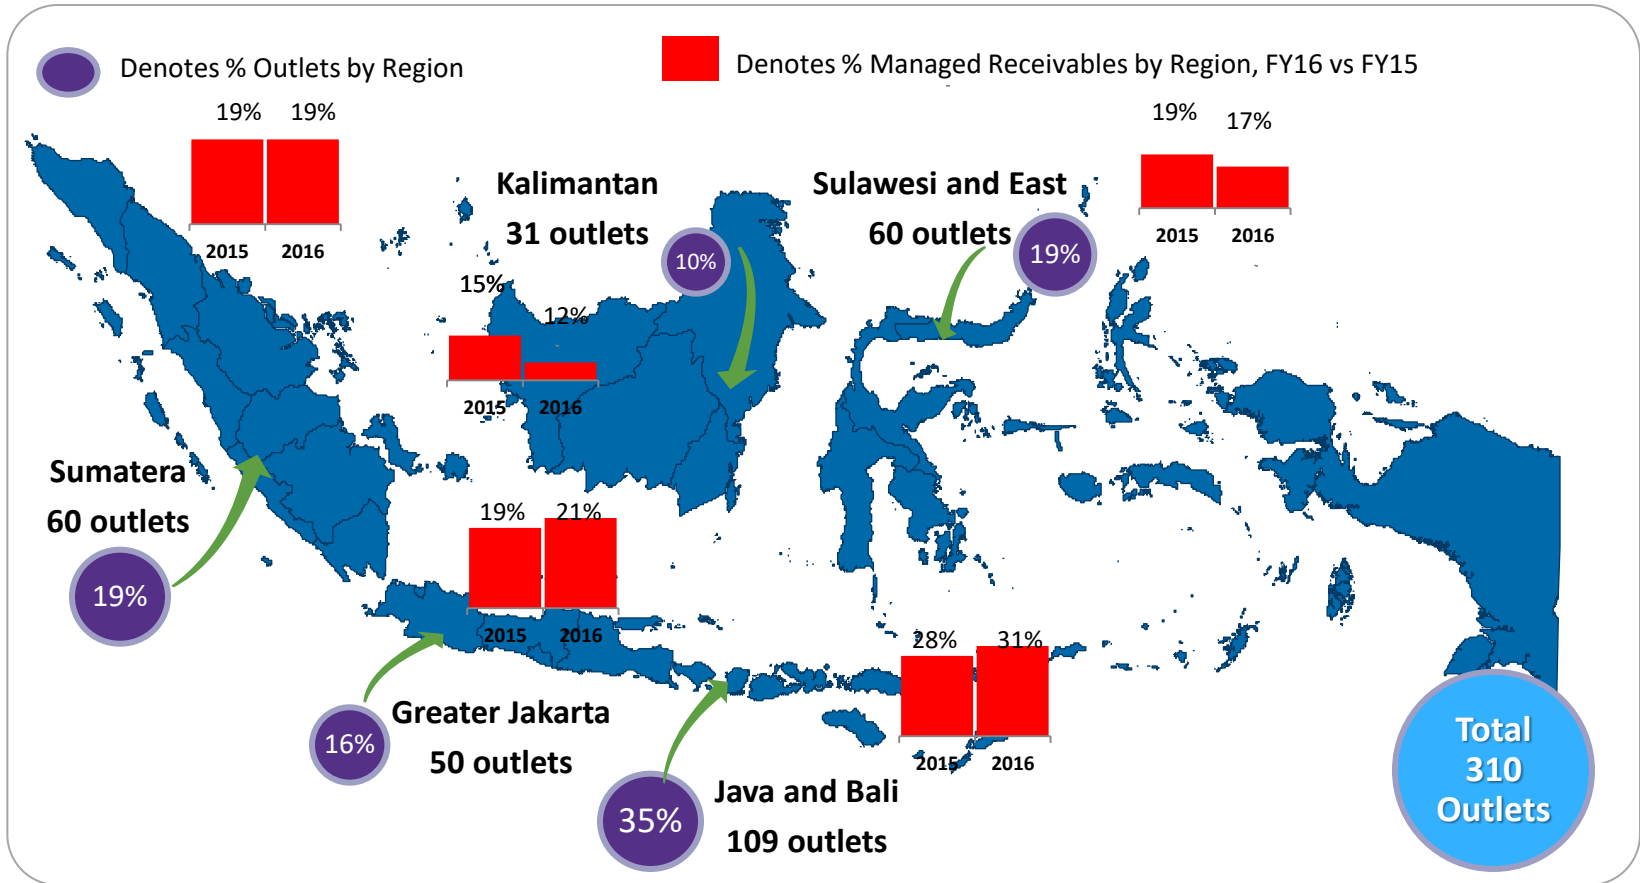 Denotes % Outlets by Region
Denotes % Managed Receivables by Region, FY16 vs FY15
19% 19%
2015 2016
Kalimantan
31 outlets
10%
15%
12%
2015 2016
Sulawesi and East
60 outlets
19%
19%
17%
2015 2016
Sumatera
60 outlets
19%
19% 21%
2015 2016
Greater Jakarta
50 outlets
16%
28% 31%
2015 2016
Java and Bali
109 outlets
35%
Total
310
Outlets